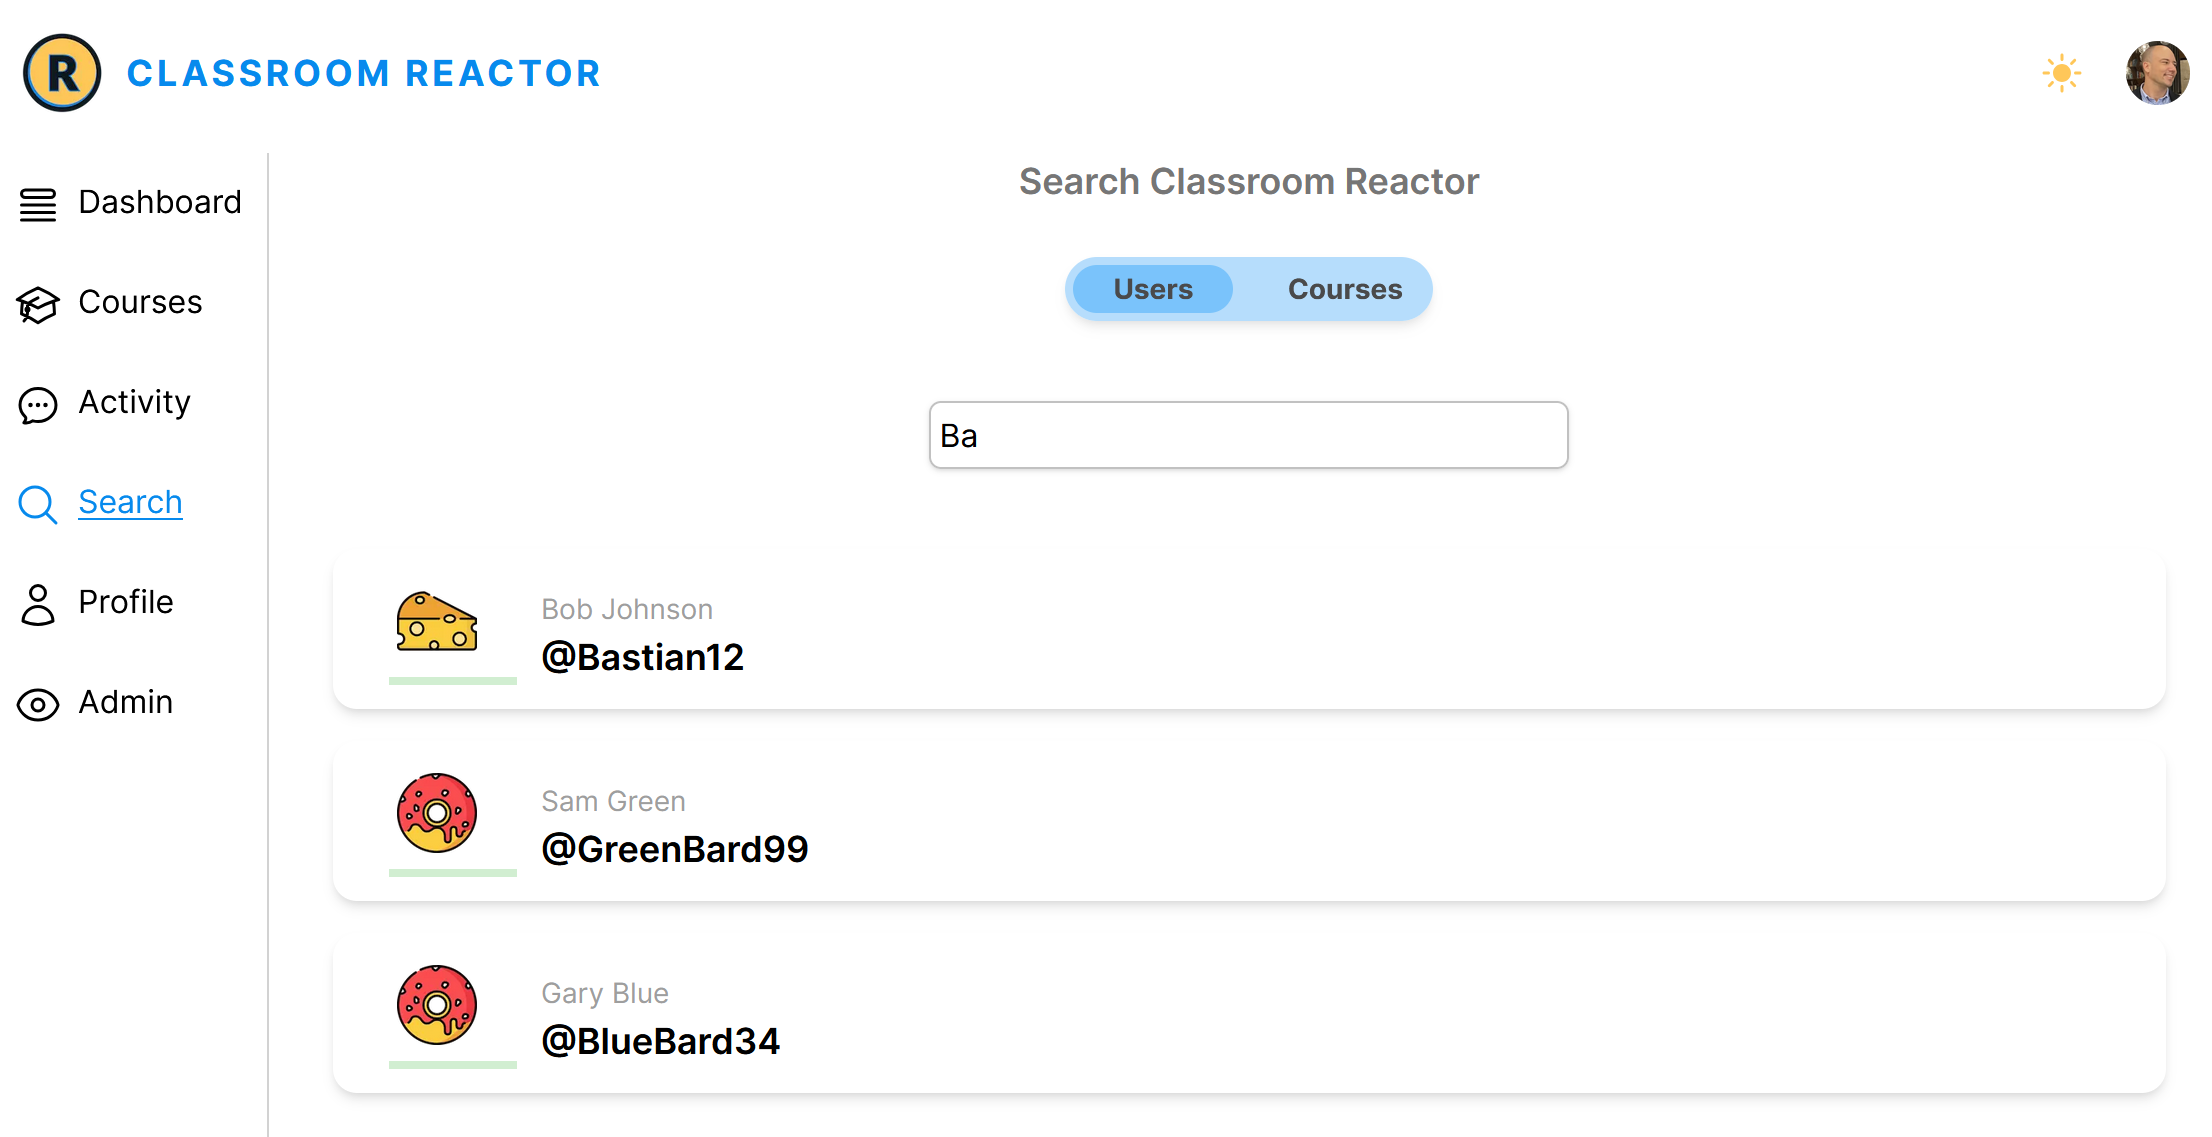 R CLASSROOM REACTOR
Dashboard
Courses
Activity
Search
Profile
Admin
Search Classroom Reactor
Users Courses
Ba
Bob Johnson
@Bastian12
Sam Green
@GreenBard99
Gary Blue
@BlueBard34